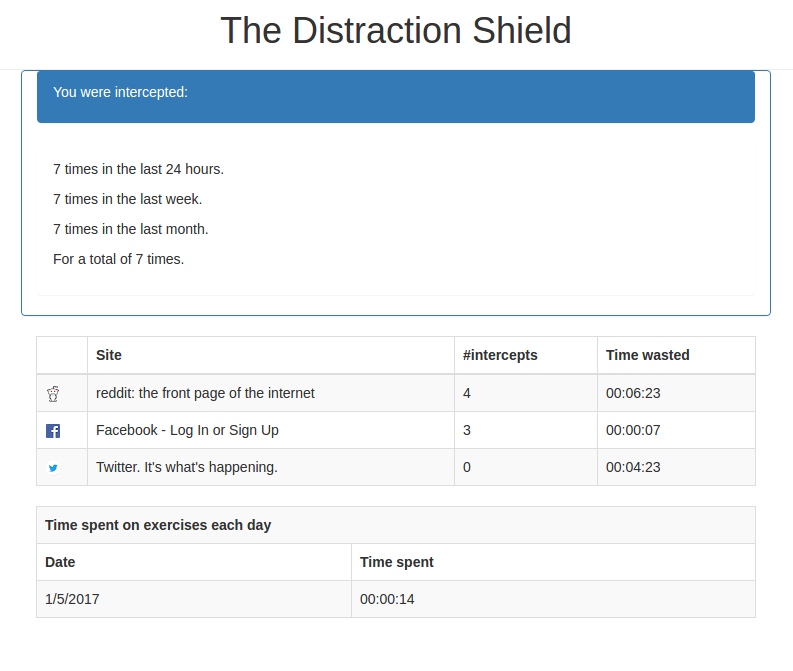 The Distraction Shield
You were intercepted:
7 times in the last 24 hours.
7 times in the last week.
7 times in the last month.
For a total of 7 times.
Site #intercepts Time wasted
reddit: the front page of the internet 4 00:06:23
Facebook - Log In or Sign Up 3 00:00:07
Twitter. It's what's happening. 0 00:04:23
Time spent on exercises each day
Date Time spent
1/5/2017 00:00:14